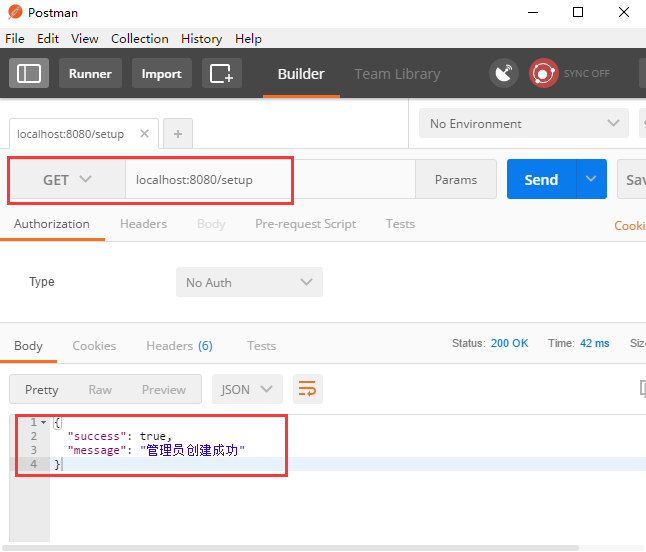 Postman
File Edit View Collection History Help
Runner Import Builder Team Library SYNC OFF
localhost:8080/setup No Environment
GET localhost:8080/setup Params Send
Authorization Headers Body Pre-request Script Tests
Type No Auth
Body Cookies Headers (6) Tests Status: 200 OK Time: 42 ms
Pretty Raw Preview JSON
1 {
2 "success": true,
3 "message": "管理员创建成功"
4 }